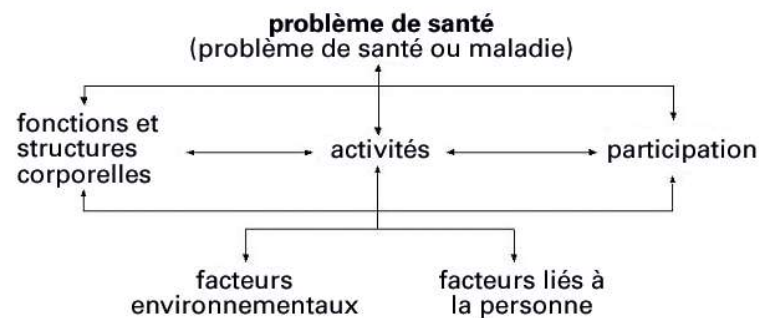 problème de santé
(problème de santé ou maladie)
fonctions et
structures
corporelles
activités
participation
facteurs
environnementaux
facteurs liés à
la personne